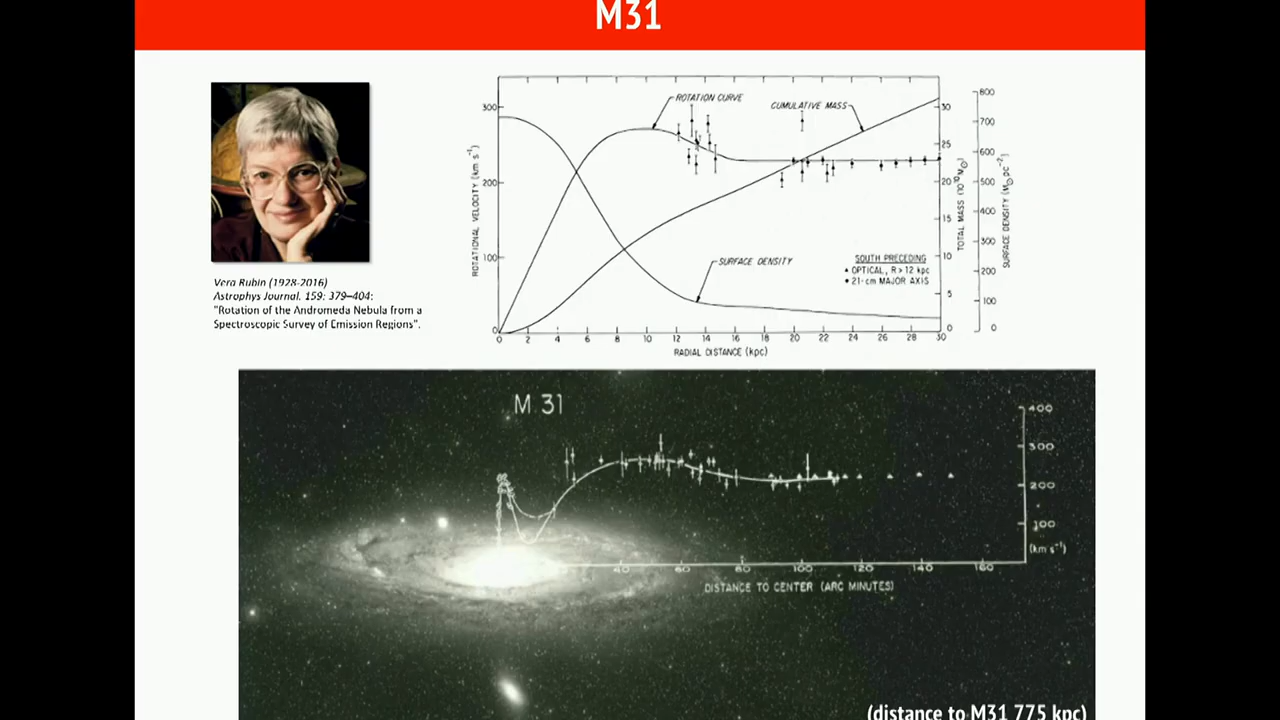 M31
ROTATION CURVE
CUMULATIVE MASS
300
200
100
0
ROTATIONAL VELOCITY (km s⁻¹)
30
25
20
15
10
5
0
TOTAL MASS (10¹⁰ M⊙)
800
700
600
500
400
300
200
100
0
SURFACE DENSITY (M⊙ pc⁻²)
SURFACE DENSITY
SOUTH PRECEDING
▲ OPTICAL, R > 12 kpc
● 21-cm MAJOR AXIS
0 2 4 6 8 10 12 14 16 18 20 22 24 26 28 30
RADIAL DISTANCE (kpc)
Vera Rubin (1928-2016)
Astrophys Journal. 159: 379–404:
"Rotation of the Andromeda Nebula from a
Spectroscopic Survey of Emission Regions".
M 31
400
300
200
100
(km s⁻¹)
40 60 80 100 120 140 160
DISTANCE TO CENTER (ARC MINUTES)
(distance to M31 775 kpc)